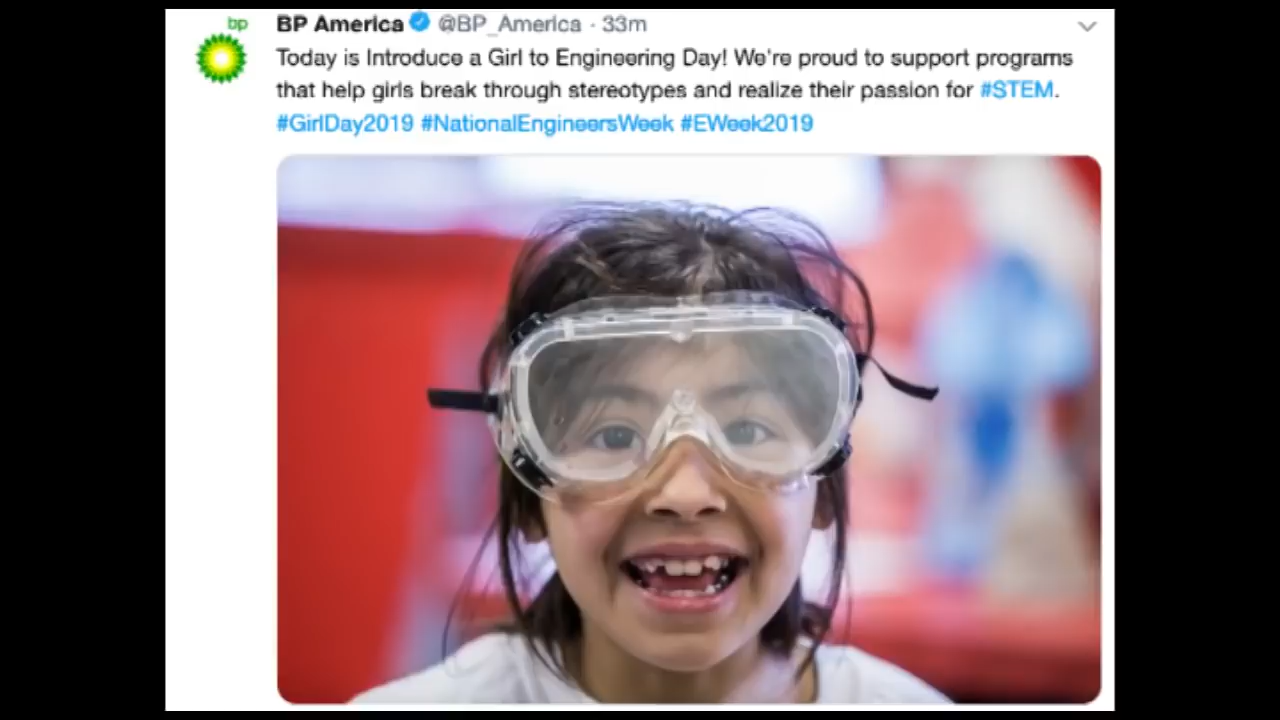 bp
BP America @BP_America · 33m
Today is Introduce a Girl to Engineering Day! We're proud to support programs
that help girls break through stereotypes and realize their passion for #STEM.
#GirlDay2019 #NationalEngineersWeek #EWeek2019